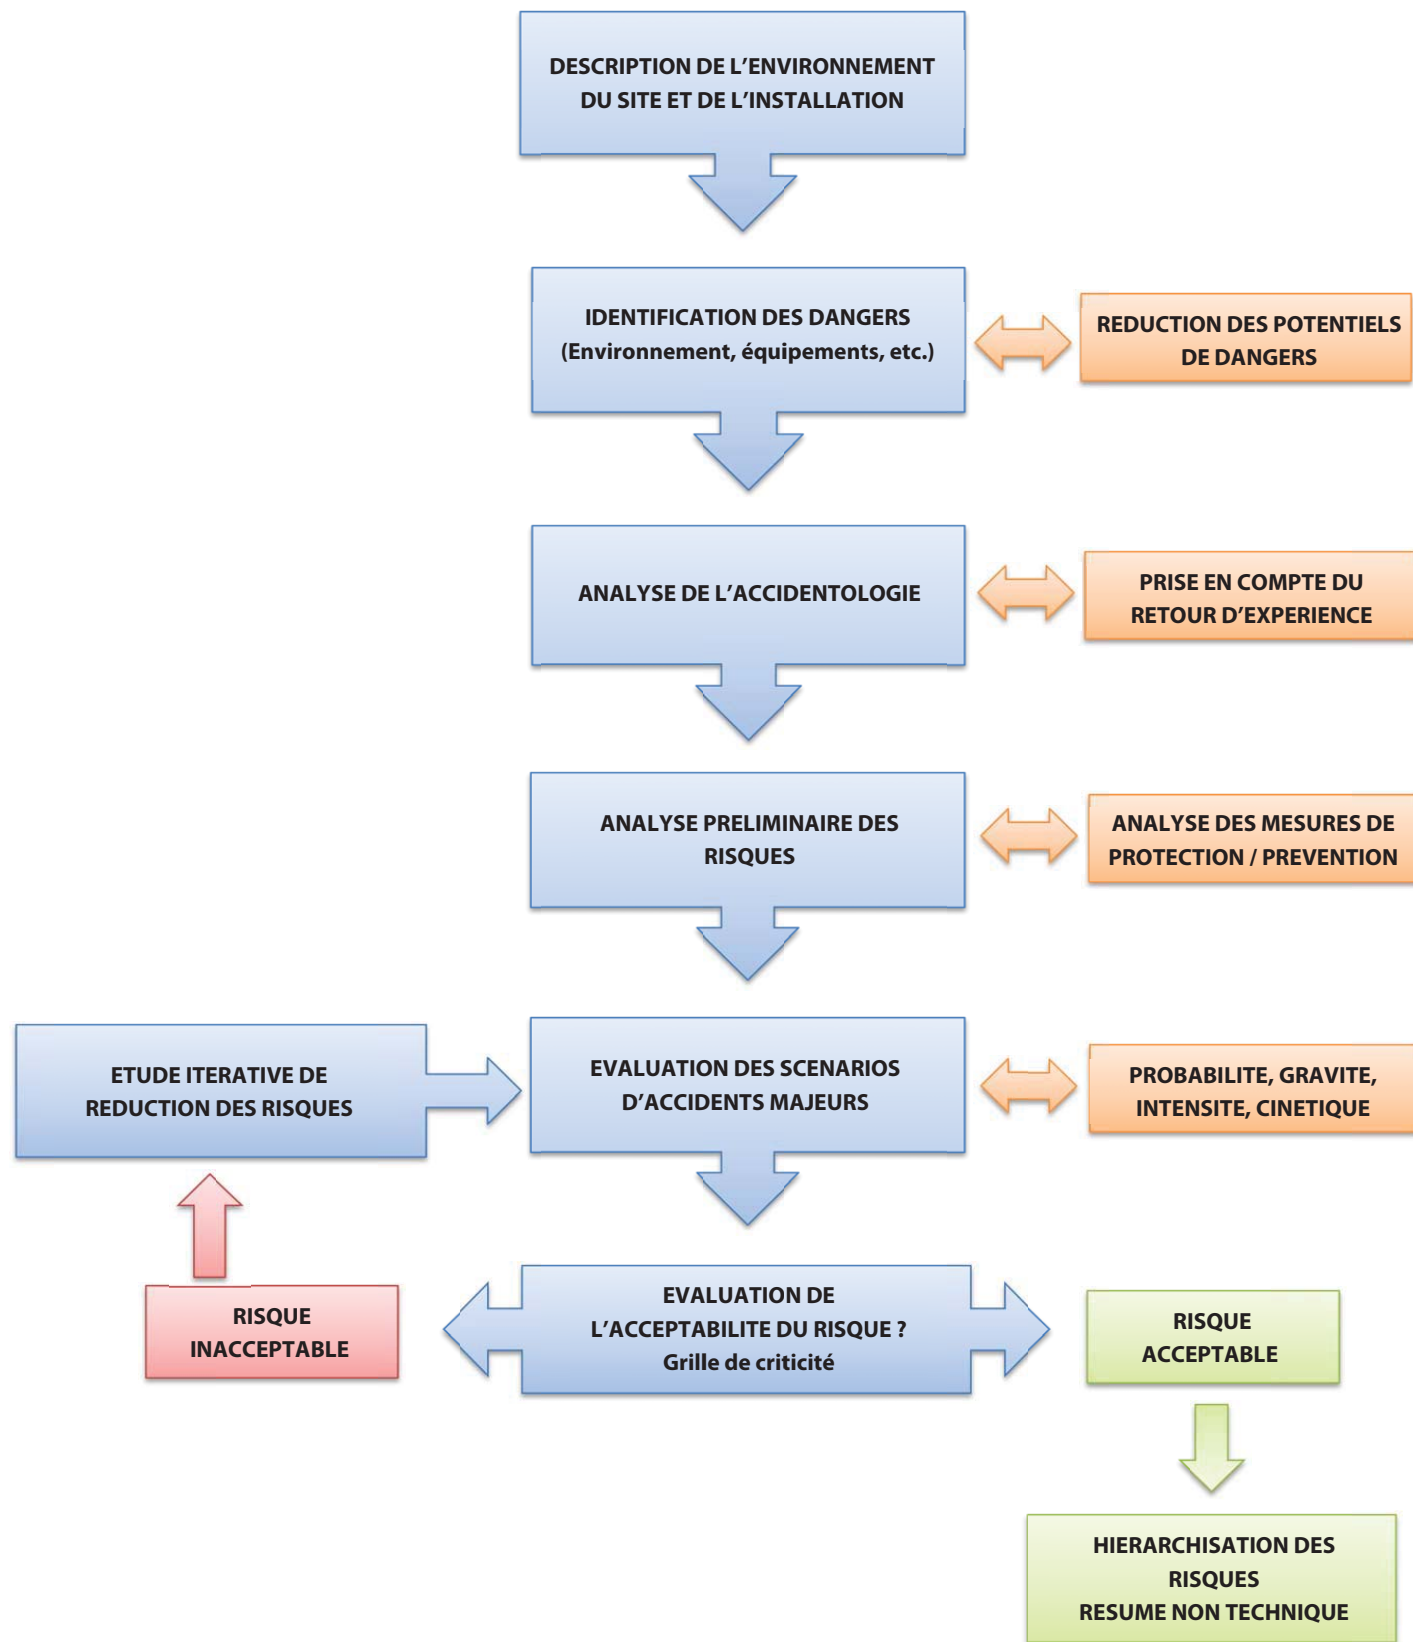 DESCRIPTION DE L’ENVIRONNEMENT
DU SITE ET DE L’INSTALLATION
IDENTIFICATION DES DANGERS
(Environnement, équipements, etc.)
REDUCTION DES POTENTIELS
DE DANGERS
ANALYSE DE L’ACCIDENTOLOGIE
PRISE EN COMPTE DU
RETOUR D’EXPERIENCE
ANALYSE PRELIMINAIRE DES
RISQUES
ANALYSE DES MESURES DE
PROTECTION / PREVENTION
ETUDE ITERATIVE DE
REDUCTION DES RISQUES
EVALUATION DES SCENARIOS
D’ACCIDENTS MAJEURS
PROBABILITE, GRAVITE,
INTENSITE, CINETIQUE
RISQUE
INACCEPTABLE
EVALUATION DE
L’ACCEPTABILITE DU RISQUE ?
Grille de criticité
RISQUE
ACCEPTABLE
HIERARCHISATION DES
RISQUES
RESUME NON TECHNIQUE